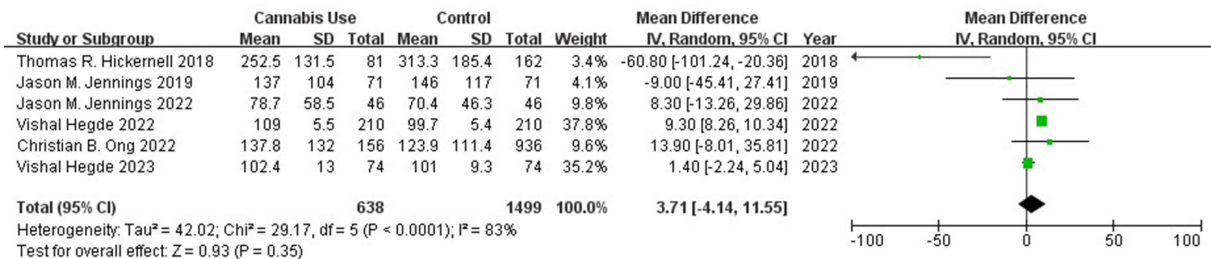 Cannabis Use Control Mean Difference Mean Difference
Study or Subgroup Mean SD Total Mean SD Total Weight IV, Random, 95% CI Year IV, Random, 95% CI
Thomas R. Hickernell 2018 252.5 131.5 81 313.3 185.4 162 3.4% -60.80 [-101.24, -20.36] 2018
Jason M. Jennings 2019 137 104 71 146 117 71 4.1% -9.00 [-45.41, 27.41] 2019
Jason M. Jennings 2022 78.7 58.5 46 70.4 46.3 46 9.8% 8.30 [-13.26, 29.86] 2022
Vishal Hegde 2022 109 5.5 210 99.7 5.4 210 37.8% 9.30 [8.26, 10.34] 2022
Christian B. Ong 2022 137.8 132 156 123.9 111.4 936 9.6% 13.90 [-8.01, 35.81] 2022
Vishal Hegde 2023 102.4 13 74 101 9.3 74 35.2% 1.40 [-2.24, 5.04] 2023
Total (95% CI) 638 1499 100.0% 3.71 [-4.14, 11.55]
Heterogeneity: Tau² = 42.02; Chi² = 29.17, df = 5 (P < 0.0001); I² = 83%
Test for overall effect: Z = 0.93 (P = 0.35)
-100 -50 0 50 100